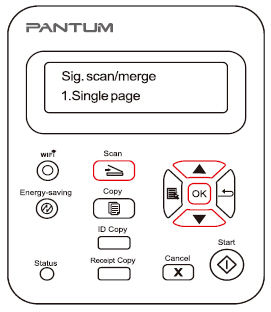 PANTUM
Sig. scan/merge
1.Single page
WiFi
Scan
Energy-saving
Copy
OK
ID Copy
Start
Status
Receipt Copy
Cancel
X